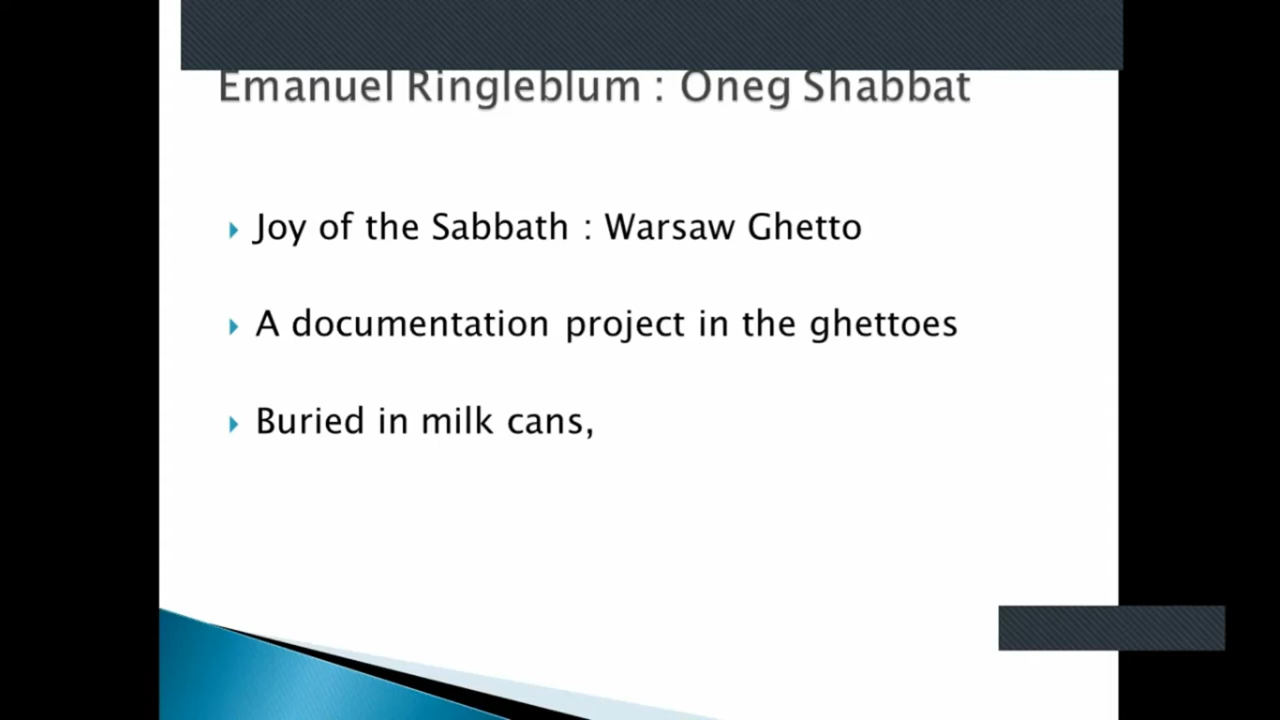 Emanuel Ringleblum : Oneg Shabbat
Joy of the Sabbath : Warsaw Ghetto
A documentation project in the ghettoes
Buried in milk cans,